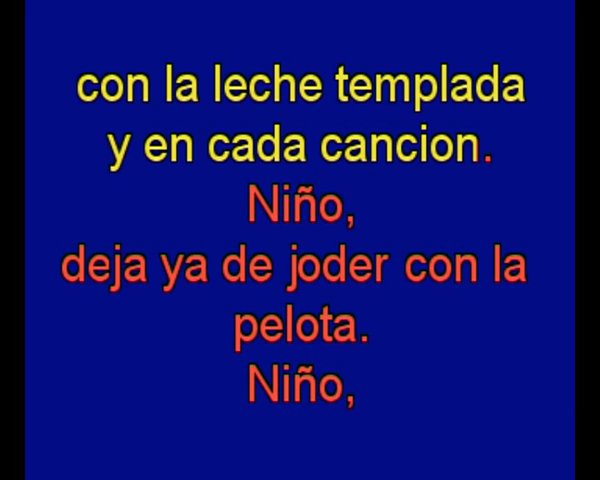 con la leche templada
y en cada cancion.
Niño,
deja ya de joder con la
pelota.
Niño,